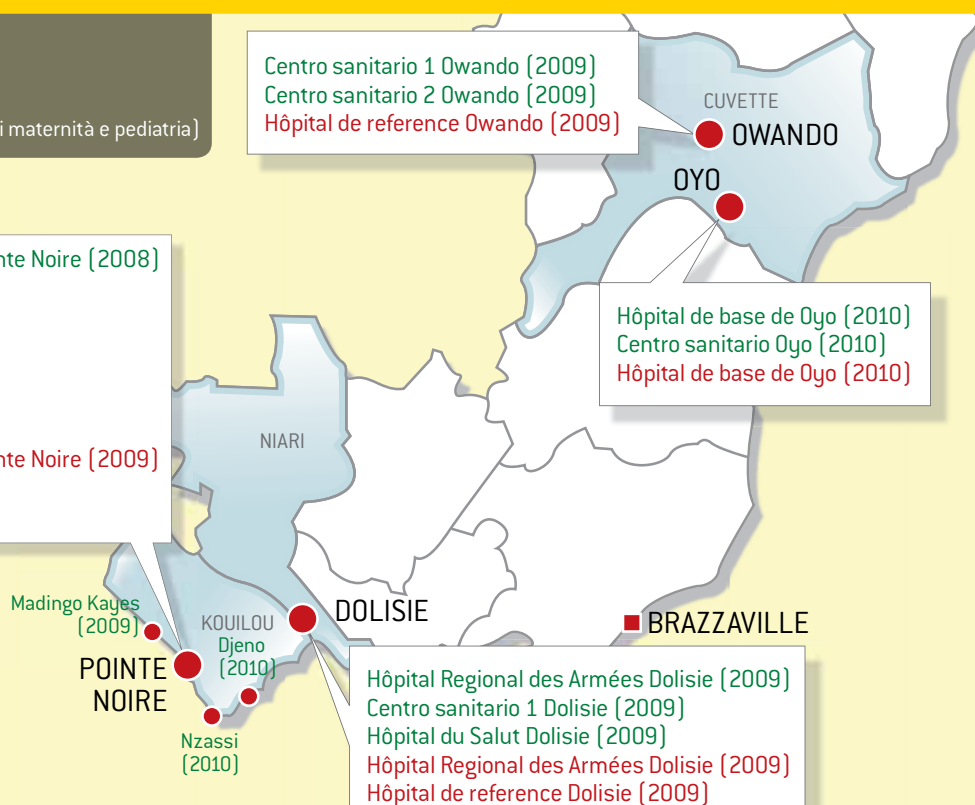 i maternità e pediatria)
Centro sanitario 1 Owando (2009)
Centro sanitario 2 Owando (2009)
Hôpital de reference Owando (2009)
CUVETTE
OWANDO
OYO
nte Noire (2008)
Hôpital de base de Oyo (2010)
Centro sanitario Oyo (2010)
Hôpital de base de Oyo (2010)
NIARI
nte Noire (2009)
Madingo Kayes
(2009)
KOUILOU
Djeno
(2010)
DOLISIE
BRAZZAVILLE
POINTE
NOIRE
Nzassi
(2010)
Hôpital Regional des Armées Dolisie (2009)
Centro sanitario 1 Dolisie (2009)
Hôpital du Salut Dolisie (2009)
Hôpital Regional des Armées Dolisie (2009)
Hôpital de reference Dolisie (2009)